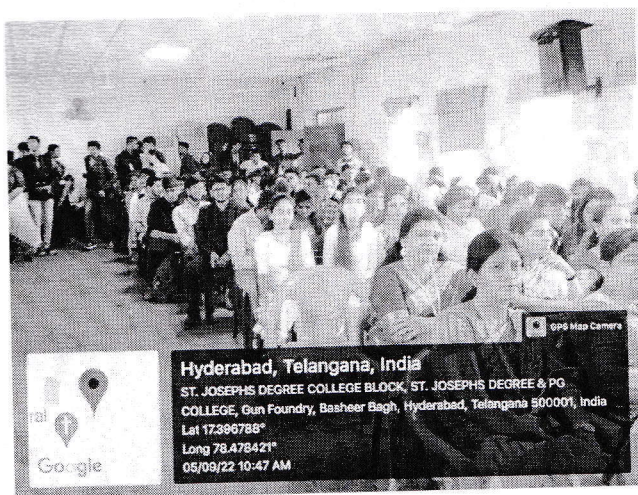 GPS Map Camera
Hyderabad, Telangana, India
ST. JOSEPHS DEGREE COLLEGE BLOCK, ST. JOSEPHS DEGREE & PG
COLLEGE, Gun Foundry, Basheer Bagh, Hyderabad, Telangana 500001, India
Lat 17.396788°
Long 78.478421°
05/09/22 10:47 AM
ral
Google